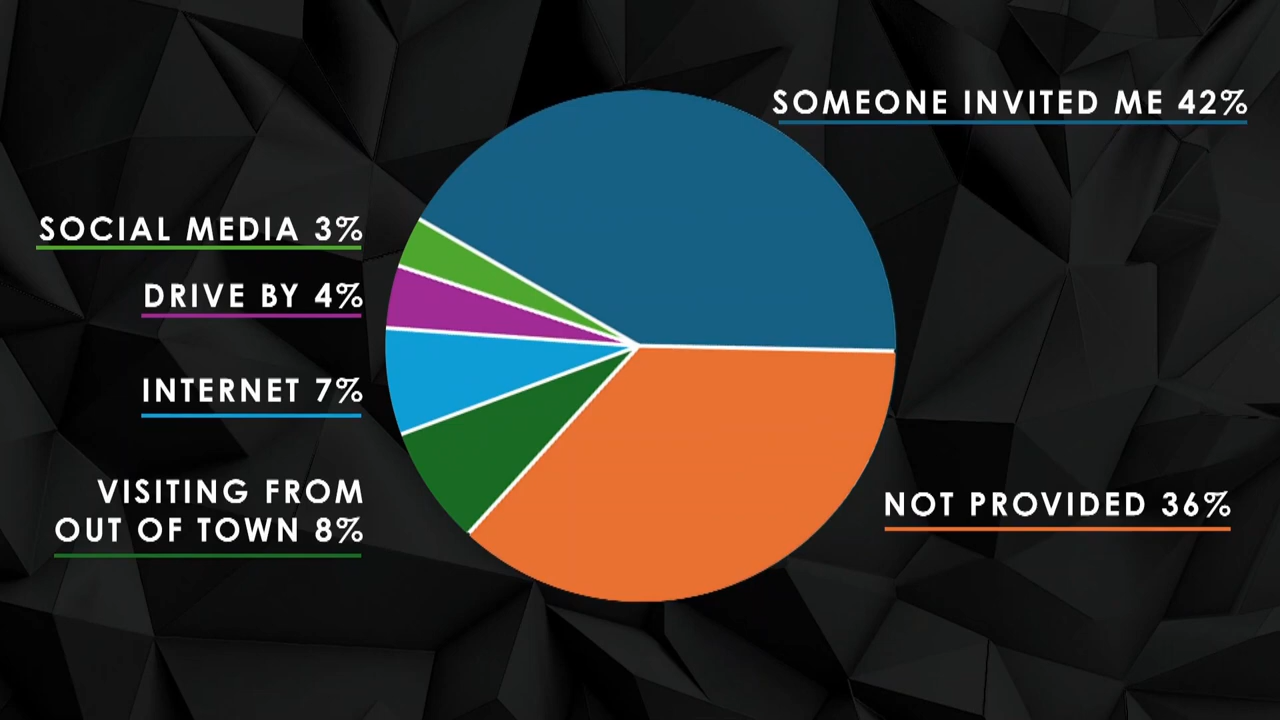 SOMEONE INVITED ME 42%
SOCIAL MEDIA 3%
DRIVE BY 4%
INTERNET 7%
VISITING FROM
OUT OF TOWN 8%
NOT PROVIDED 36%